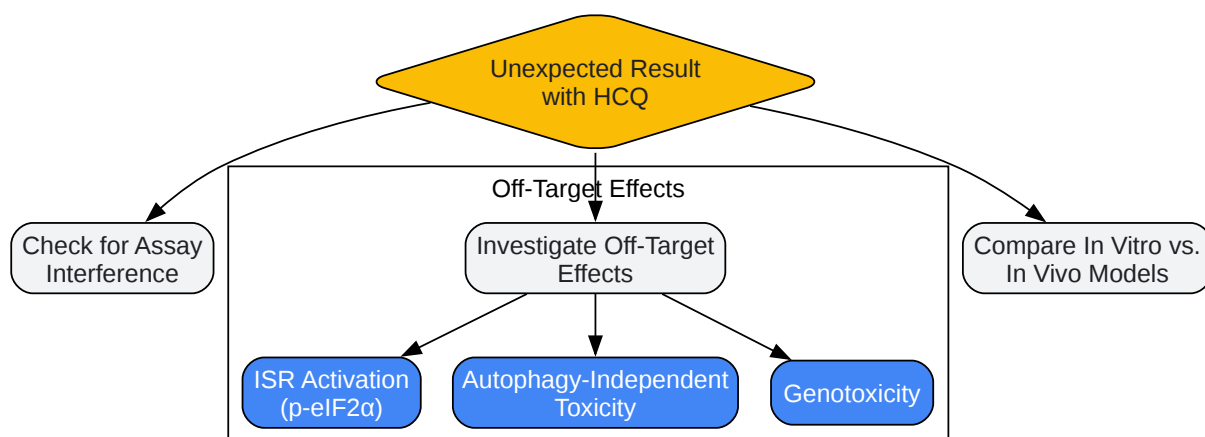 Unexpected Result
with HCQ
Off-Target Effects
Check for Assay
Interference
Investigate Off-Target
Effects
Compare In Vitro vs.
In Vivo Models
ISR Activation
(p-eIF2α)
Autophagy-Independent
Toxicity
Genotoxicity